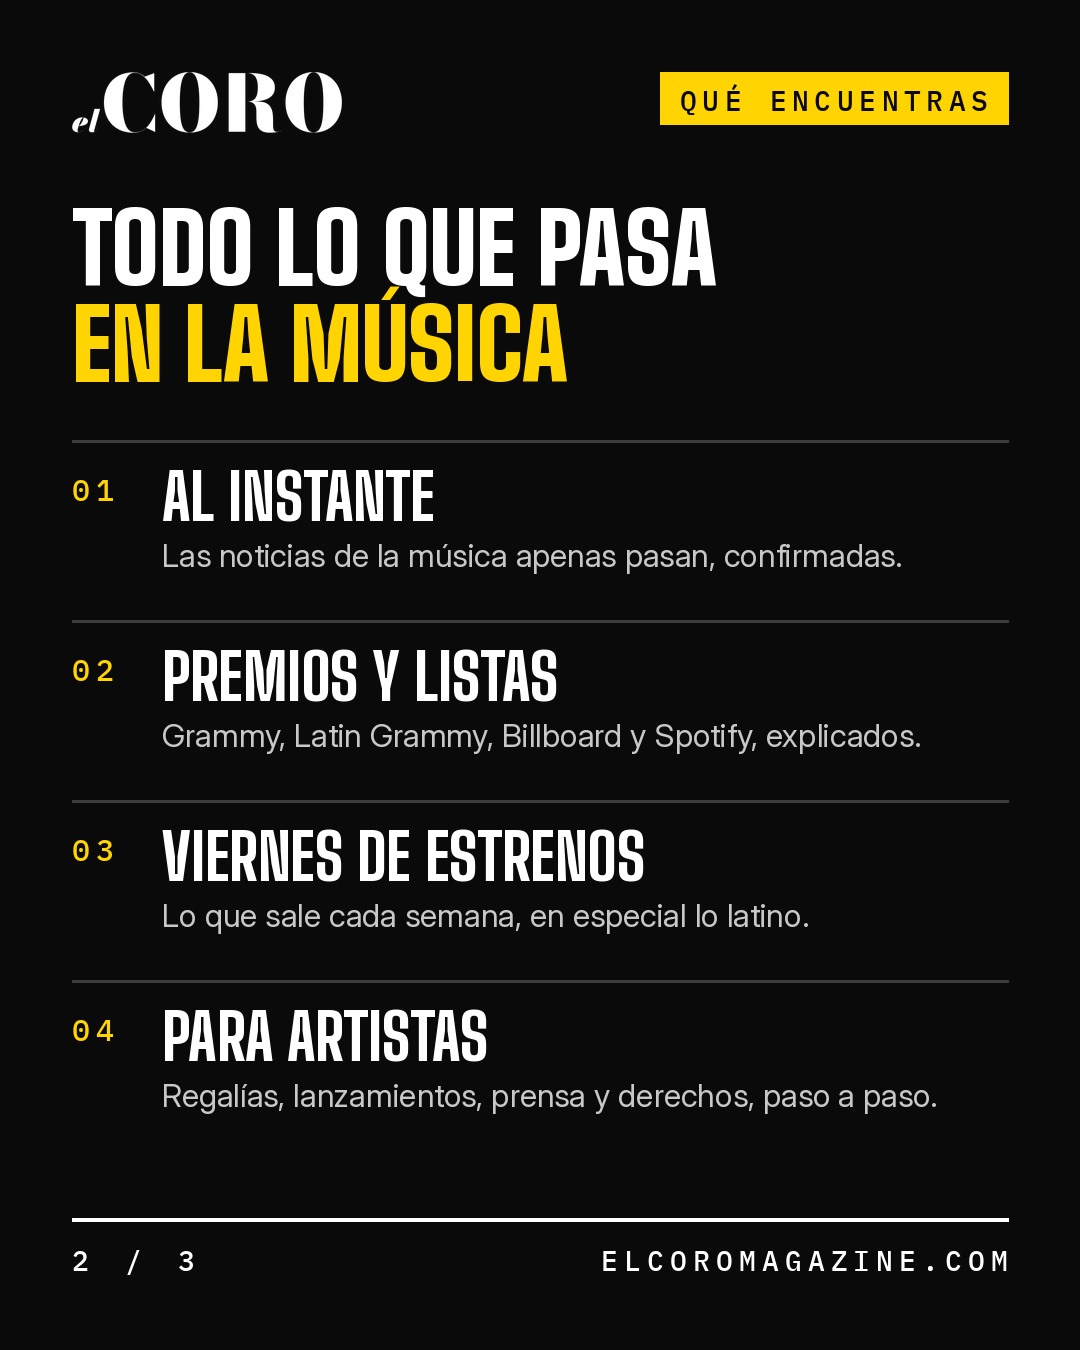 el CORO
QUÉ ENCUENTRAS
TODO LO QUE PASA
EN LA MÚSICA
01 AL INSTANTE
Las noticias de la música apenas pasan, confirmadas.
02 PREMIOS Y LISTAS
Grammy, Latin Grammy, Billboard y Spotify, explicados.
03 VIERNES DE ESTRENOS
Lo que sale cada semana, en especial lo latino.
04 PARA ARTISTAS
Regalías, lanzamientos, prensa y derechos, paso a paso.
2 / 3
ELCOROMAGAZINE.COM